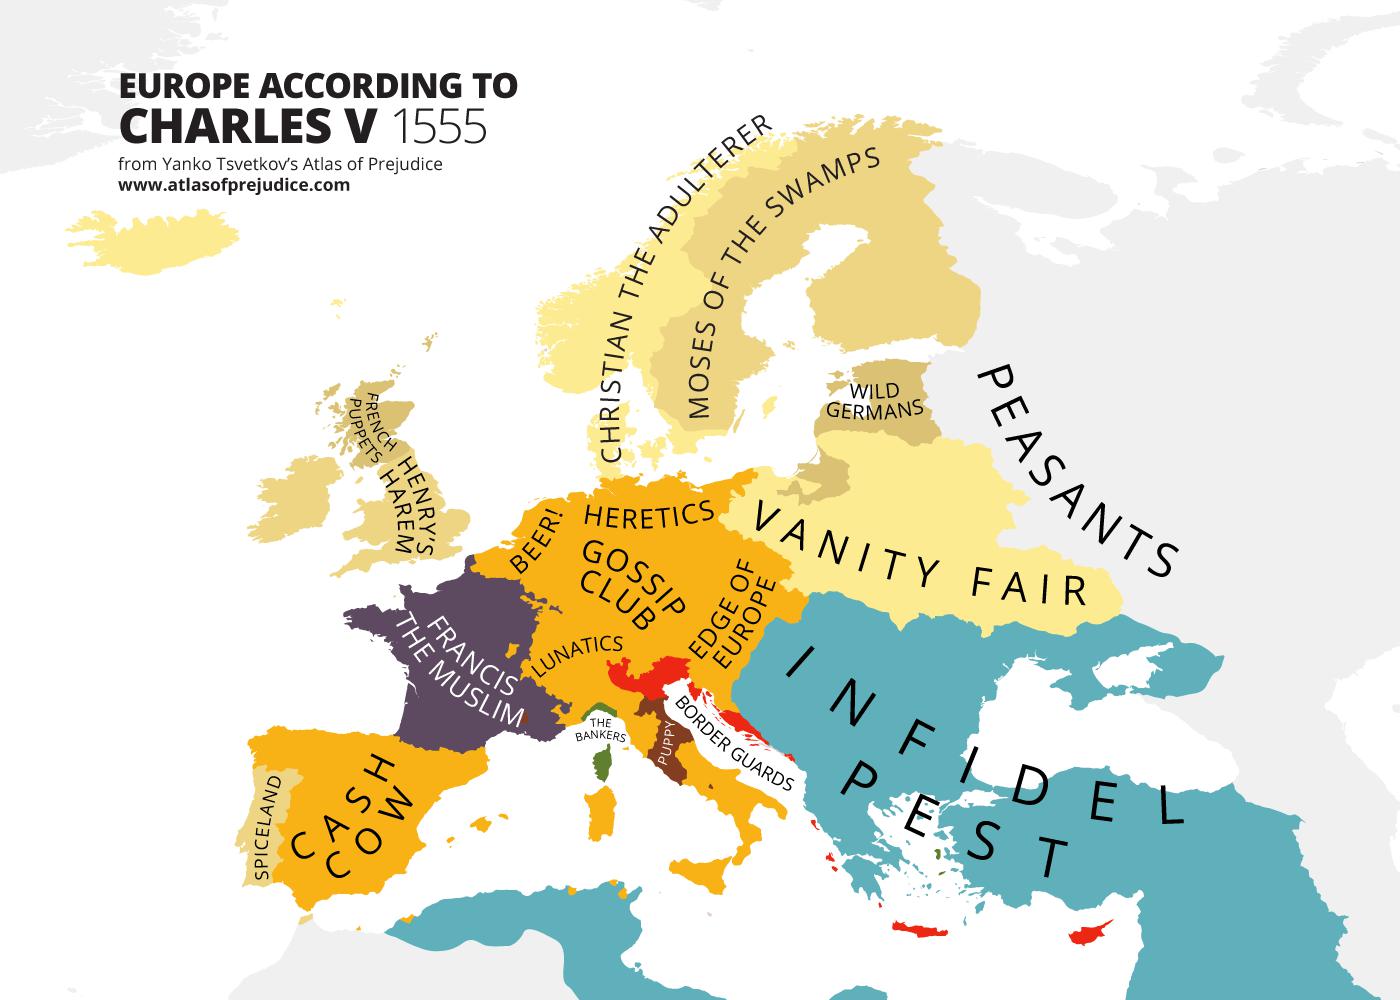 EUROPE ACCORDING TO
CHARLES V 1555
from Yanko Tsvetkov's Atlas of Prejudice
www.atlasofprejudice.com
CHRISTIAN THE ADULTERER
MOSES OF THE SWAMPS
PEASANTS
WILD
GERMANS
FRENCH
PUPPETS
HENRY'S
HAREM
BEER!
HERETICS
GOSSIP
CLUB
VANITY FAIR
EDGE OF
EUROPE
LUNATICS
FRANCIS
THE MUSLIM
INFIDEL
PEST
THE
BANKERS
PUPPY
BORDER GUARDS
CASH
COW
SPICELAND